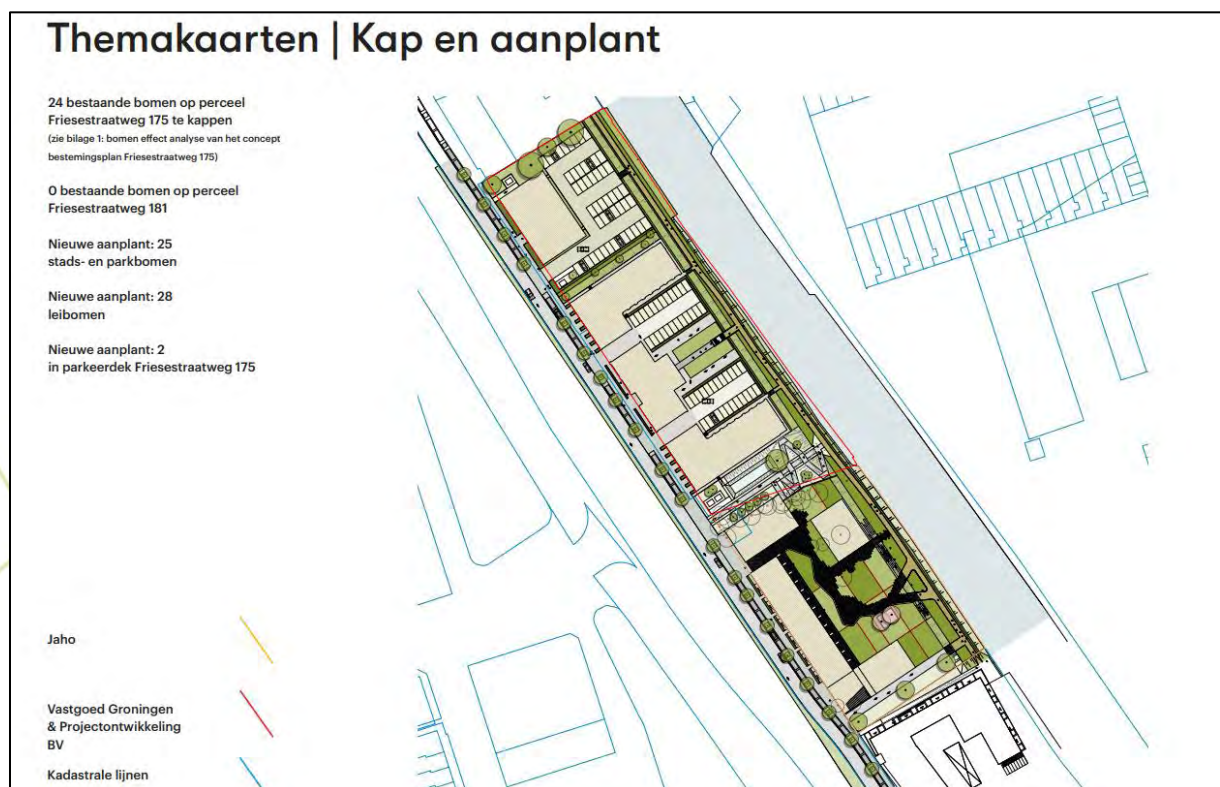 Themakaarten | Kap en aanplant
24 bestaande bomen op perceel
Friesestraatweg 175 te kappen
(zie bilage 1: bomen effect analyse van het concept
bestemingsplan Friesestraatweg 175)
0 bestaande bomen op perceel
Friesestraatweg 181
Nieuwe aanplant: 25
stads- en parkbomen
Nieuwe aanplant: 28
leibomen
Nieuwe aanplant: 2
in parkeerdek Friesestraatweg 175
Jaho
Vastgoed Groningen
& Projectontwikkeling
BV
Kadastrale lijnen